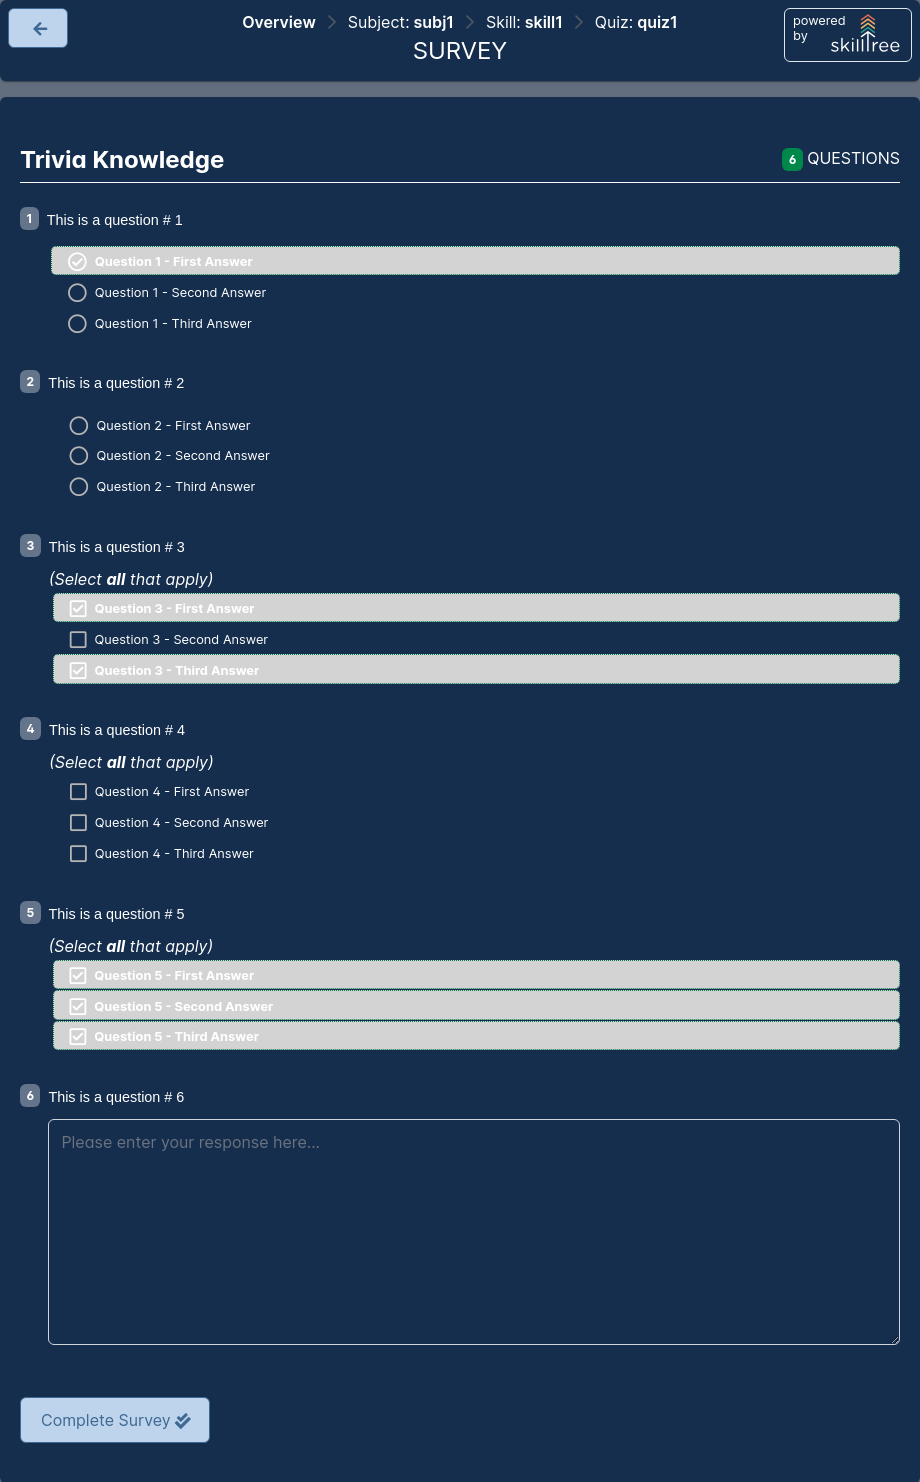 Overview Subject: subj1 Skill: skill1 Quiz: quiz1
SURVEY
powered
by skilltree
Trivia Knowledge
6 QUESTIONS
1 This is a question # 1
Question 1 - First Answer
Question 1 - Second Answer
Question 1 - Third Answer
2 This is a question # 2
Question 2 - First Answer
Question 2 - Second Answer
Question 2 - Third Answer
3 This is a question # 3
(Select all that apply)
Question 3 - First Answer
Question 3 - Second Answer
Question 3 - Third Answer
4 This is a question # 4
(Select all that apply)
Question 4 - First Answer
Question 4 - Second Answer
Question 4 - Third Answer
5 This is a question # 5
(Select all that apply)
Question 5 - First Answer
Question 5 - Second Answer
Question 5 - Third Answer
6 This is a question # 6
Please enter your response here...
Complete Survey